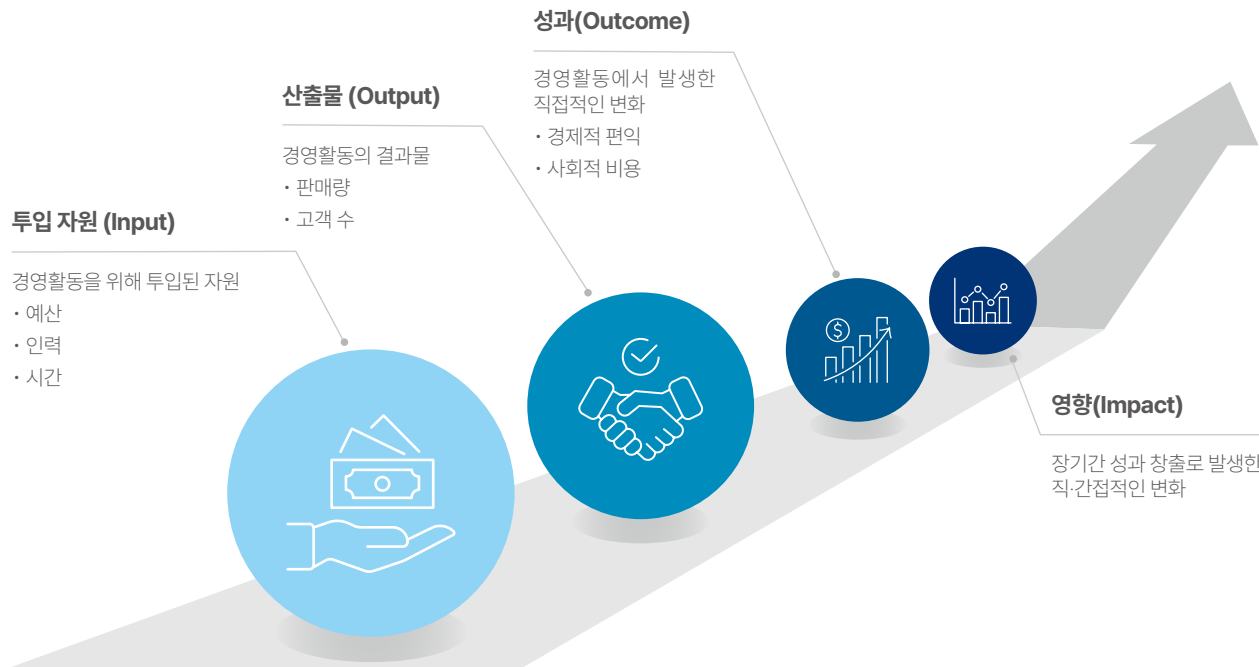 투입 자원 (Input)
경영활동을 위해 투입된 자원
· 예산
· 인력
· 시간
산출물 (Output)
경영활동의 결과물
· 판매량
· 고객 수
성과(Outcome)
경영활동에서 발생한
직접적인 변화
· 경제적 편익
· 사회적 비용
$
영향(Impact)
장기간 성과 창출로 발생한
직·간접적인 변화